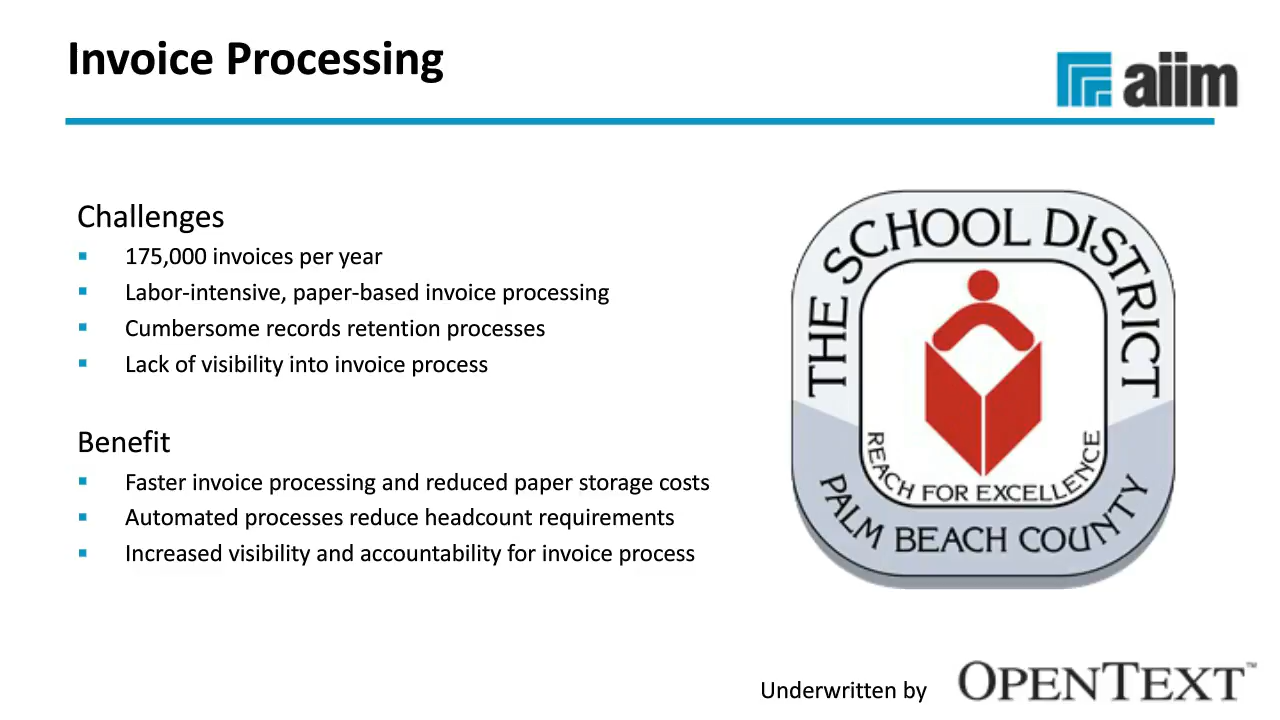 Invoice Processing
aiim
Challenges
▪ 175,000 invoices per year
▪ Labor-intensive, paper-based invoice processing
▪ Cumbersome records retention processes
▪ Lack of visibility into invoice process
Benefit
▪ Faster invoice processing and reduced paper storage costs
▪ Automated processes reduce headcount requirements
▪ Increased visibility and accountability for invoice process
THE SCHOOL DISTRICT
REACH FOR EXCELLENCE
PALM BEACH COUNTY
Underwritten by OPENTEXT™